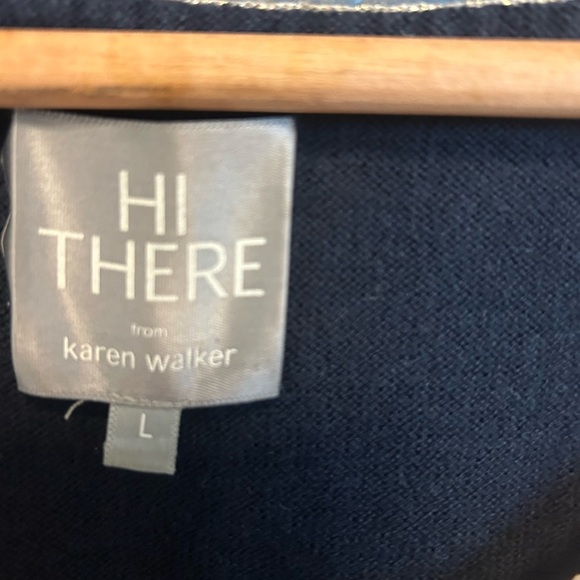 HI
THERE
from
karen walker
L